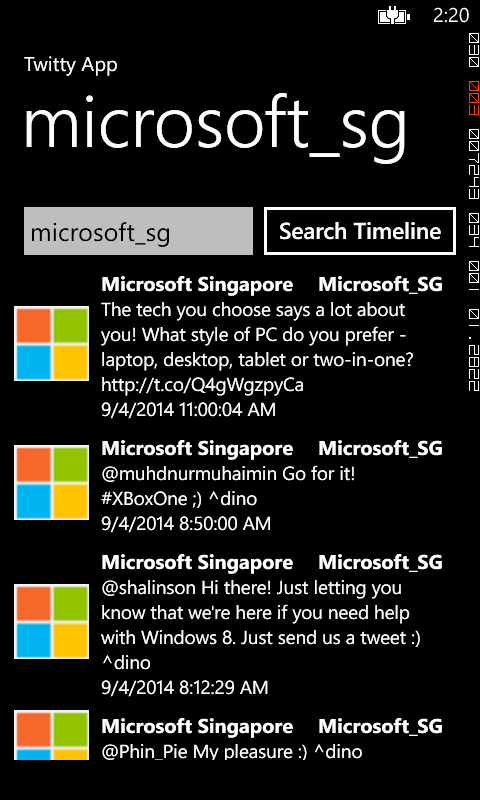 2:20
Twitty App
microsoft_sg
microsoft_sg
Search Timeline
Microsoft Singapore Microsoft_SG
The tech you choose says a lot about
you! What style of PC do you prefer -
laptop, desktop, tablet or two-in-one?
http://t.co/Q4gWgzpyCa
9/4/2014 11:00:04 AM
Microsoft Singapore Microsoft_SG
@muhdnurmuhaimin Go for it!
#XBoxOne ;) ^dino
9/4/2014 8:50:00 AM
Microsoft Singapore Microsoft_SG
@shalinson Hi there! Just letting you
know that we're here if you need help
with Windows 8. Just send us a tweet :)
^dino
9/4/2014 8:12:29 AM
Microsoft Singapore Microsoft_SG
@Phin_Pie My pleasure :) ^dino